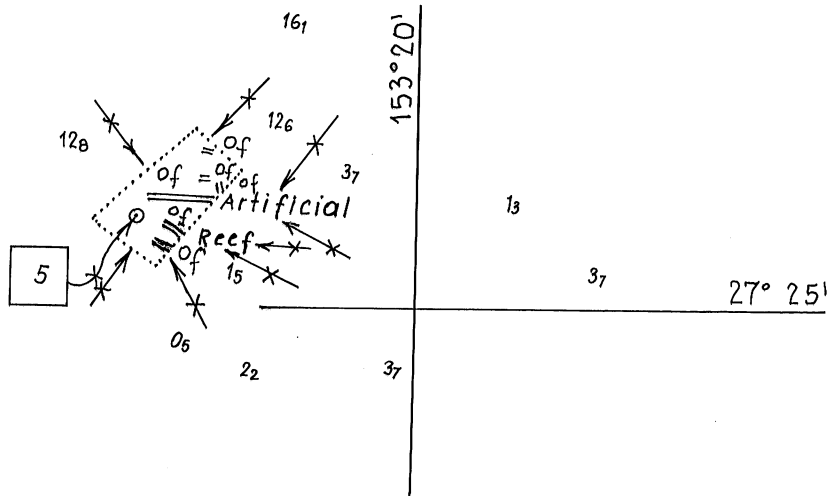 16₁
153°20'
12₆
12₈
Of
Of = Of
Of
3₇
Artificial
1₃
Of
Reef
Of
5
1₅
3₇
27° 25'
0₅
2₂
3₇